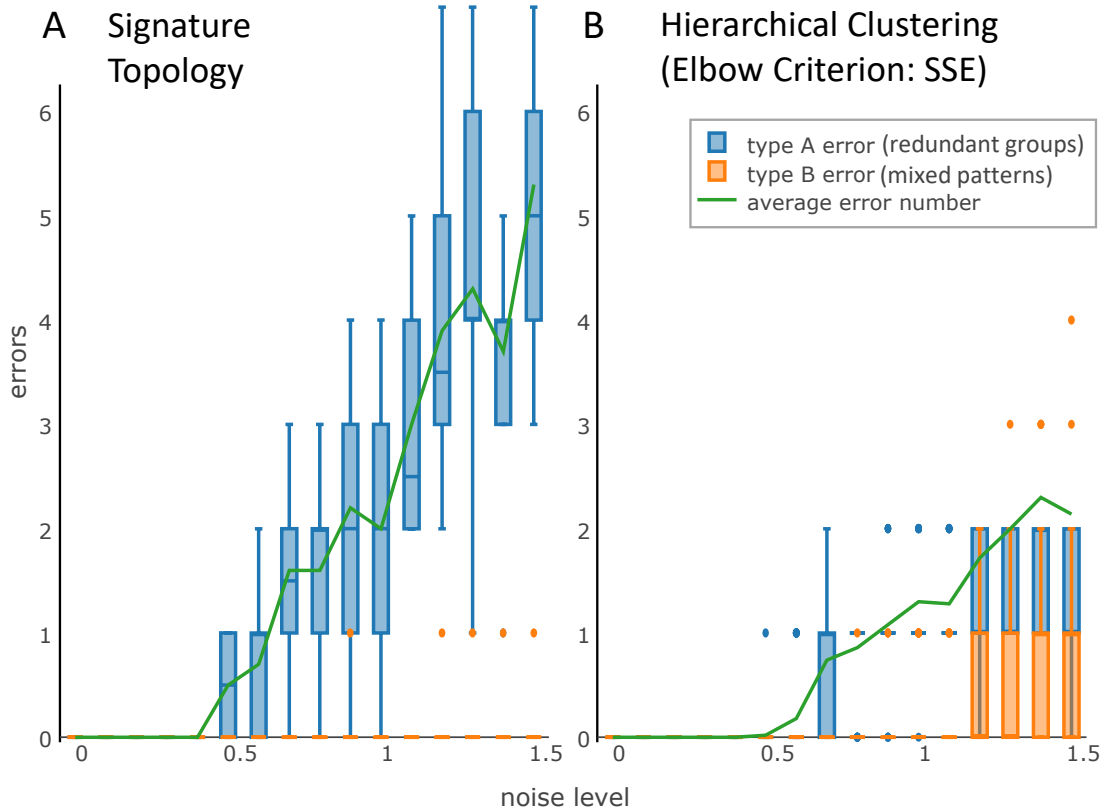 A Signature
Topology
B Hierarchical Clustering
(Elbow Criterion: SSE)
type A error (redundant groups)
type B error (mixed patterns)
average error number
errors
6
5
4
3
2
1
0
0 0.5 1 1.5
6
5
4
3
2
1
0
0 0.5 1 1.5
noise level